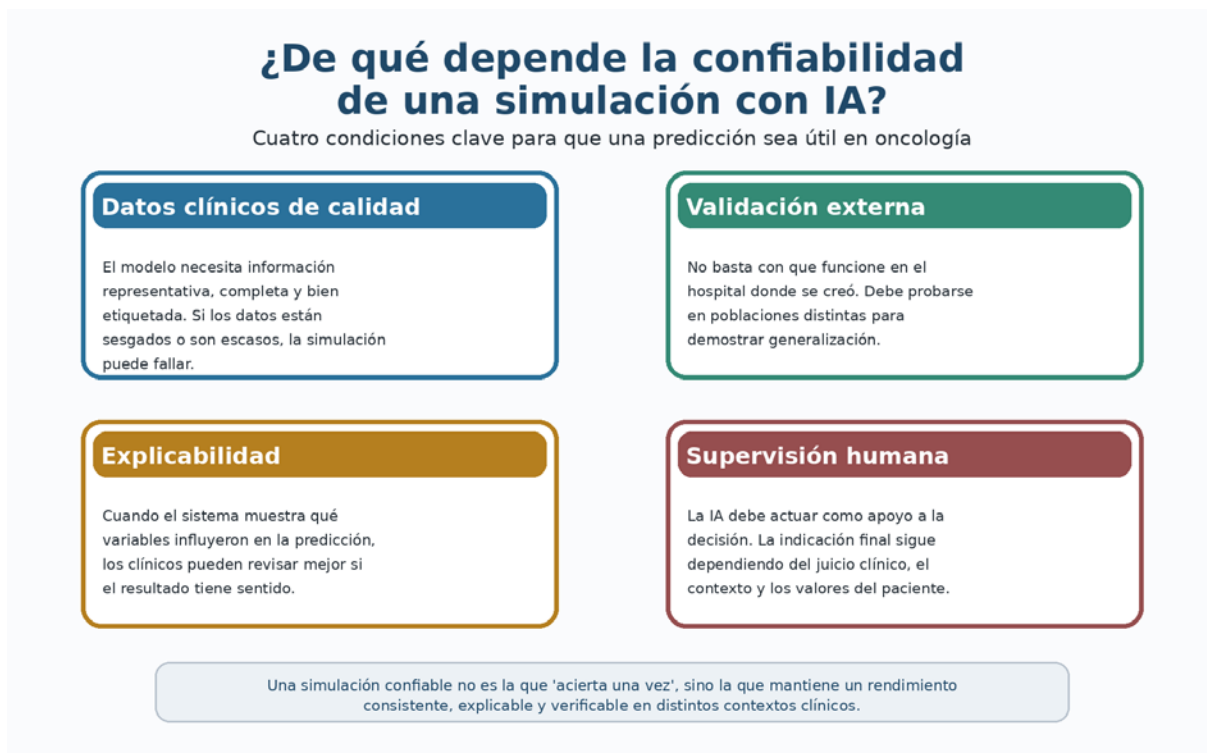 ¿De qué depende la confiabilidad
de una simulación con IA?
Cuatro condiciones clave para que una predicción sea útil en oncología
Datos clínicos de calidad
El modelo necesita información
representativa, completa y bien
etiquetada. Si los datos están
sesgados o son escasos, la simulación
puede fallar.
Validación externa
No basta con que funcione en el
hospital donde se creó. Debe probarse
en poblaciones distintas para
demostrar generalización.
Explicabilidad
Cuando el sistema muestra qué
variables influyeron en la predicción,
los clínicos pueden revisar mejor si
el resultado tiene sentido.
Supervisión humana
La IA debe actuar como apoyo a la
decisión. La indicación final sigue
dependiendo del juicio clínico, el
contexto y los valores del paciente.
Una simulación confiable no es la que 'acierta una vez', sino la que mantiene un rendimiento
consistente, explicable y verificable en distintos contextos clínicos.